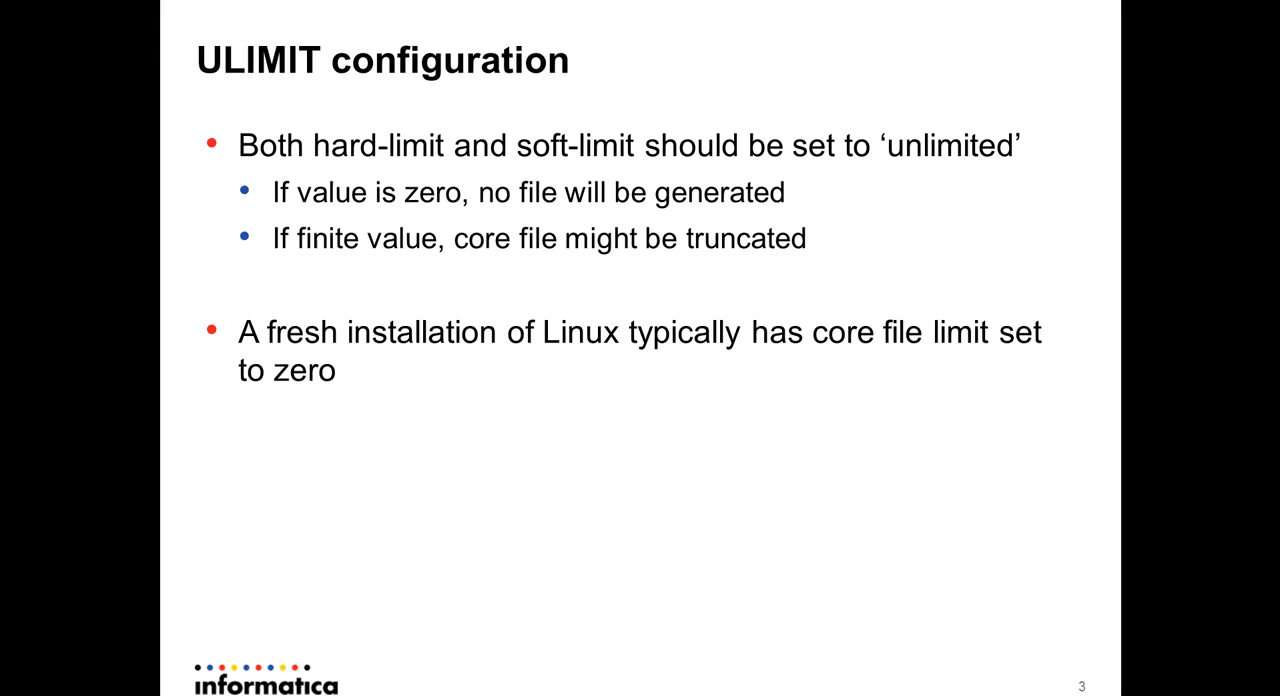 ULIMIT configuration
• Both hard-limit and soft-limit should be set to ‘unlimited’
• If value is zero, no file will be generated
• If finite value, core file might be truncated
• A fresh installation of Linux typically has core file limit set
to zero
informatica
3